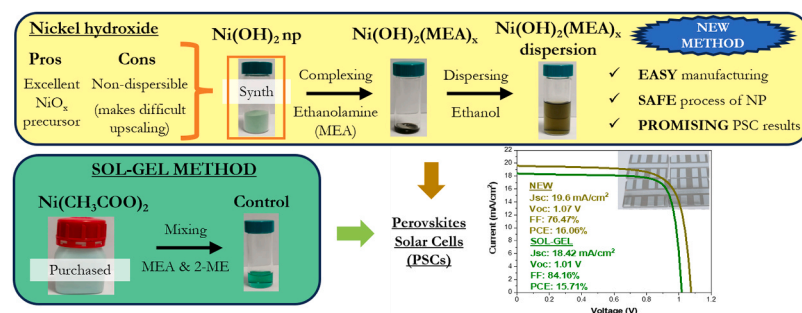 Nickel hydroxide
Pros
Excellent
NiOx
precursor
Cons
Non-dispersible
(makes difficult
upscaling)
Ni(OH)2 np
Synth
Complexing
Ethanolamine
(MEA)
Ni(OH)2(MEA)x
Dispersing
Ethanol
Ni(OH)2(MEA)x
dispersion
NEW
METHOD
✓ EASY manufacturing
✓ SAFE process of NP
✓ PROMISING PSC results
SOL-GEL METHOD
Ni(CH3COO)2
Purchased
Mixing
MEA & 2-ME
Control
Perovskites
Solar Cells
(PSCs)
Current (mA/cm2)
22
20
18
16
14
12
10
8
6
4
2
0
NEW
Jsc: 19.6 mA/cm2
Voc: 1.07 V
FF: 76.47%
PCE: 16.06%
SOL-GEL
Jsc: 18.42 mA/cm2
Voc: 1.01 V
FF: 84.16%
PCE: 15.71%
0 0.2 0.4 0.6 0.8 1 1.2
Voltage (V)